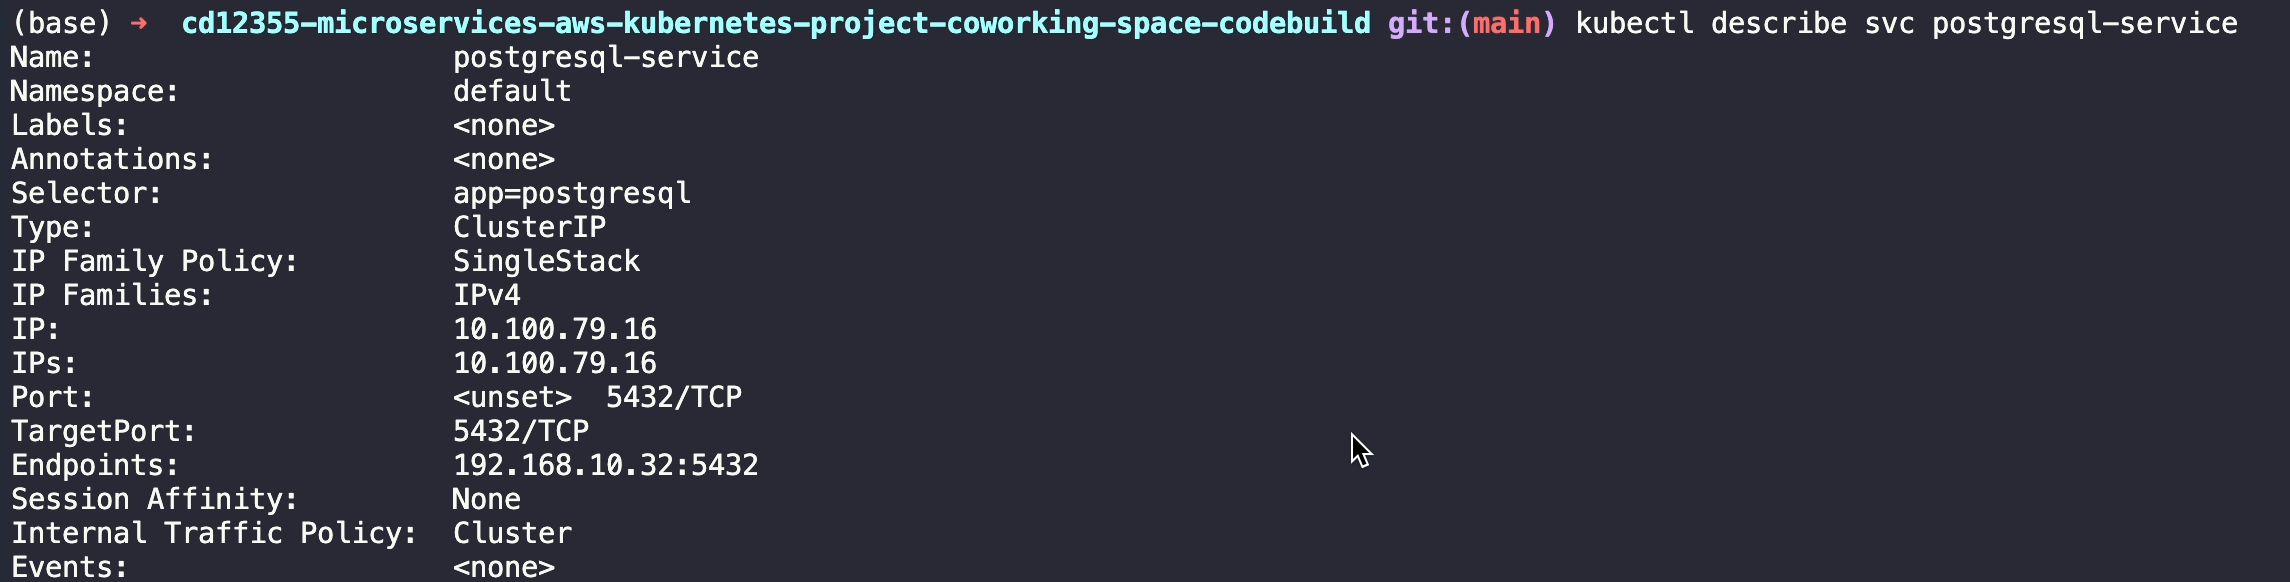 (base) → cd12355-microservices-aws-kubernetes-project-coworking-space-codebuild git:(main) kubectl describe svc postgresql-service
Name: postgresql-service
Namespace: default
Labels: <none>
Annotations: <none>
Selector: app=postgresql
Type: ClusterIP
IP Family Policy: SingleStack
IP Families: IPv4
IP: 10.100.79.16
IPs: 10.100.79.16
Port: <unset> 5432/TCP
TargetPort: 5432/TCP
Endpoints: 192.168.10.32:5432
Session Affinity: None
Internal Traffic Policy: Cluster
Events: <none>